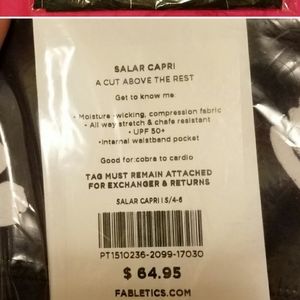 SALAR CAPRI
A CUT ABOVE THE REST
Get to know me
• Moisture-wicking, compression fabric
• All way stretch & chafe resistant
• UPF 50+
• Internal waistband pocket
Good for: cobra to cardio
TAG MUST REMAIN ATTACHED
FOR EXCHANGER & RETURNS
SALAR CAPRI | S/4-6
PT1510236-2099-17030
$ 64.95
FABLETICS.COM